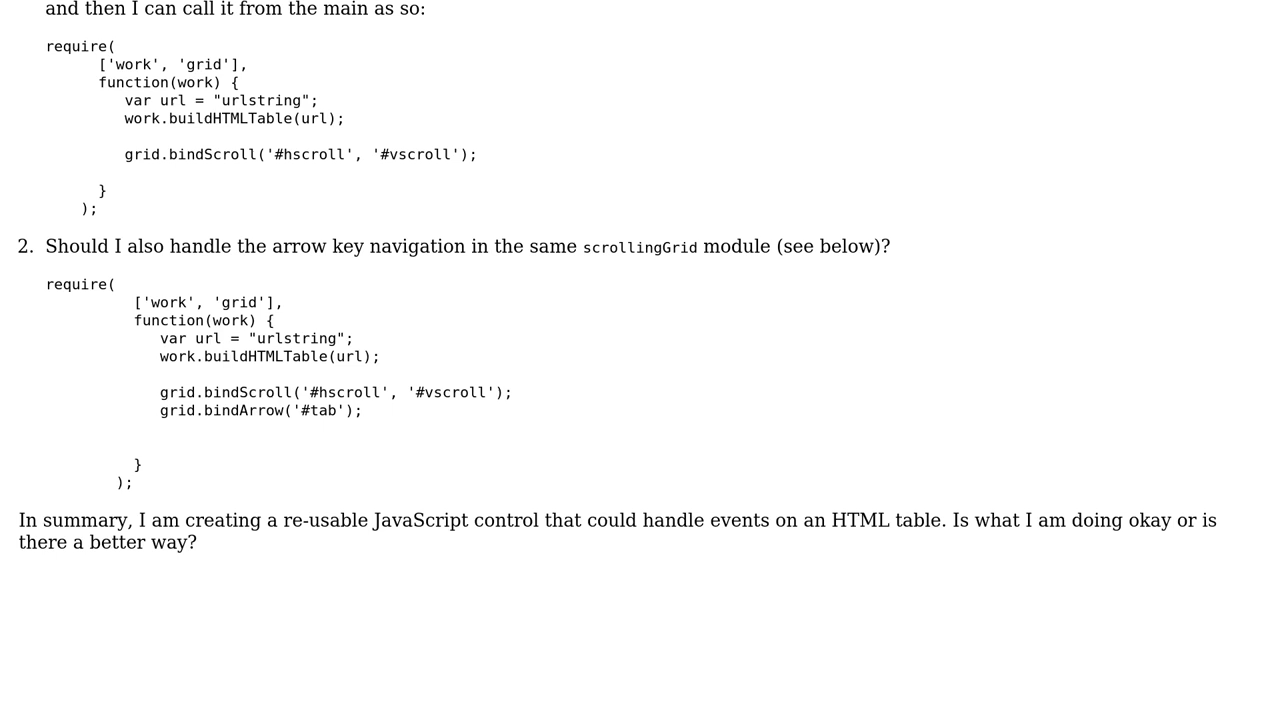 and then I can call it from the main as so:
require(
['work', 'grid'],
function(work) {
var url = "urlstring";
work.buildHTMLTable(url);
grid.bindScroll('#hscroll', '#vscroll');
}
);
2. Should I also handle the arrow key navigation in the same scrollingGrid module (see below)?
require(
['work', 'grid'],
function(work) {
var url = "urlstring";
work.buildHTMLTable(url);
grid.bindScroll('#hscroll', '#vscroll');
grid.bindArrow('#tab');
}
);
In summary, I am creating a re-usable JavaScript control that could handle events on an HTML table. Is what I am doing okay or is
there a better way?